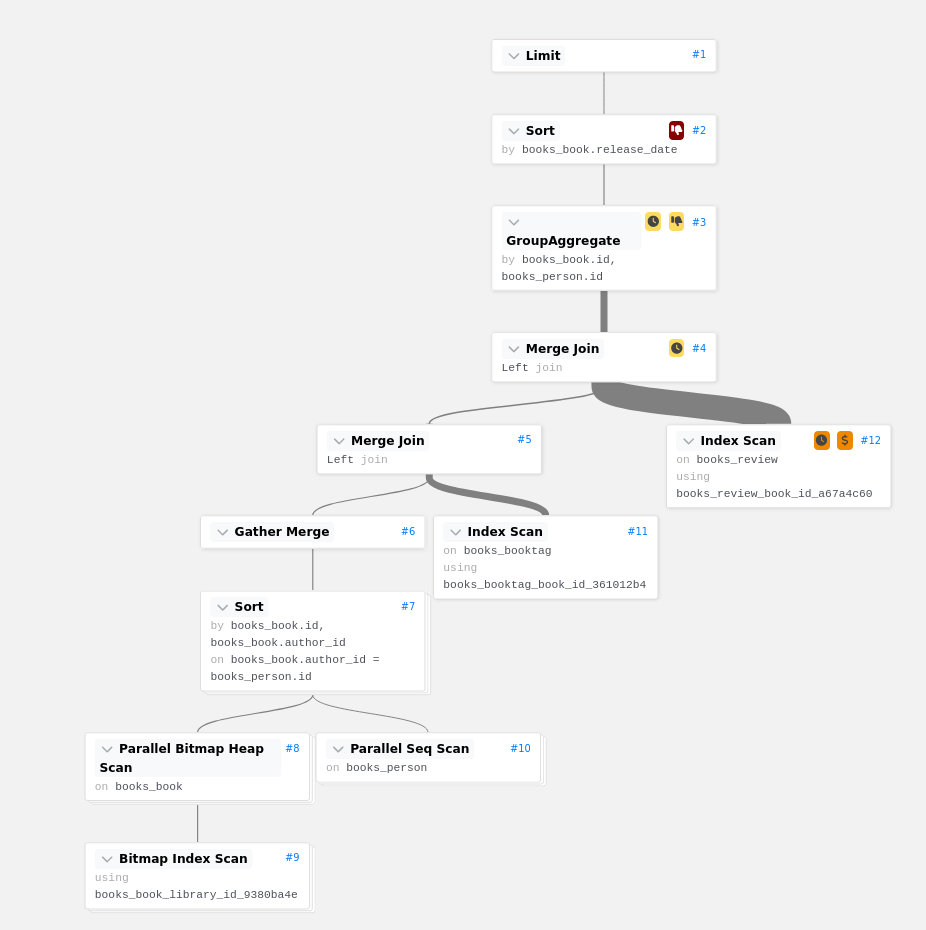 Limit #1
Sort #2
by books_book.release_date
#3
GroupAggregate
by books_book.id,
books_person.id
Merge Join #4
Left join
Merge Join #5
Left join
Index Scan $ #12
on books_review
using
books_review_book_id_a67a4c60
Gather Merge #6
Index Scan #11
on books_booktag
using
books_booktag_book_id_361012b4
Sort #7
by books_book.id,
books_book.author_id
on books_book.author_id =
books_person.id
Parallel Bitmap Heap #8
Scan
on books_book
Parallel Seq Scan #10
on books_person
Bitmap Index Scan #9
using
books_book_library_id_9380ba4e